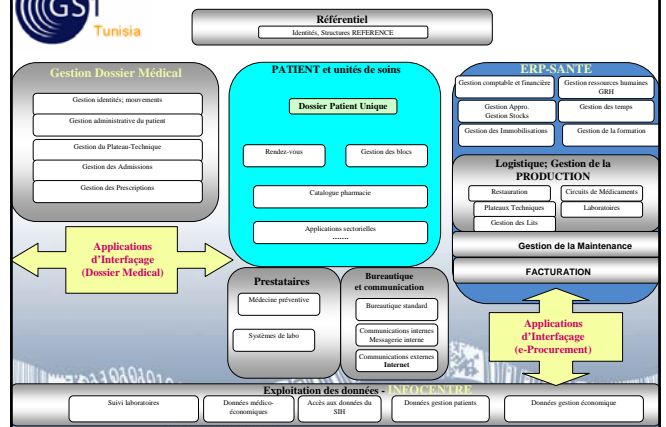 GS1
Tunisia
Référentiel
Identités, Structures REFERENCE
Gestion Dossier Médical
Gestion identités; mouvements
Gestion administrative du patient
Gestion du Plateau-Technique
Gestion des Admissions
Gestion des Prescriptions
PATIENT et unités de soins
Dossier Patient Unique
Rendez-vous
Gestion des blocs
Catalogue pharmacie
Applications sectorielles
.......
ERP-SANTE
Gestion comptable et financière
Gestion ressources humaines
GRH
Gestion Appro.
Gestion Stocks
Gestion des temps
Gestion des Immobilisations
Gestion de la formation
Logistique; Gestion de la
PRODUCTION
Restauration
Circuits de Médicaments
Plateaux Techniques
Laboratoires
Gestion des Lits
Gestion de la Maintenance
FACTURATION
Applications
d'Interfaçage
(Dossier Medical)
Prestataires
Médecine préventive
Systèmes de labo
Bureautique
et communication
Bureautique standard
Communications internes
Messagerie interne
Communications externes
Internet
Applications
d'Interfaçage
(e-Procurement)
Exploitation des données - INFOCENTRE
Suivi laboratoires
Données médico-
économiques
Accès aux données du
SIH
Données gestion patients
Données gestion économique